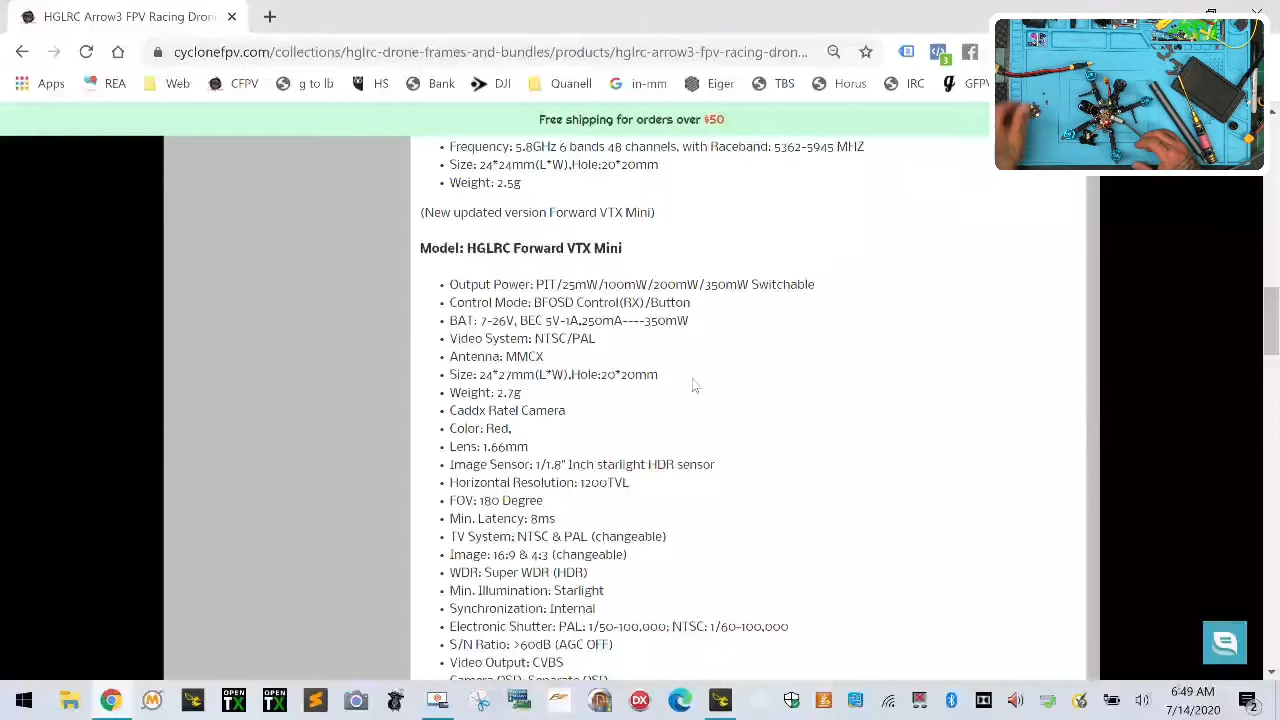 HGLRC Arrow3 FPV Racing Dron
cyclonefpv.com/collections/hglrc-drone-frames-bundles/products/hglrc-arrow3-fpv-racing-dron...
3
Apps REA Web CFPV lb Bank DJI Quickbell in-mm Eiger TBS Horus IRC GFPV
Free shipping for orders over $50
Frequency: 5.8GHz 6 bands 48 channels, with Raceband: 5362-5945 MHZ
Size: 24*24mm(L*W),Hole:20*20mm
Weight: 2.5g
(New updated version Forward VTX Mini)
Model: HGLRC Forward VTX Mini
Output Power: PIT/25mW/100mW/200mW/350mW Switchable
Control Mode: BFOSD Control(RX)/Button
BAT: 7-26V, BEC 5V-1A,250mA----350mW
Video System: NTSC/PAL
Antenna: MMCX
Size: 24*27mm(L*W),Hole:20*20mm
Weight: 2.7g
Caddx Ratel Camera
Color: Red,
Lens: 1.66mm
Image Sensor: 1/1.8" Inch starlight HDR sensor
Horizontal Resolution: 1200TVL
FOV: 180 Degree
Min. Latency: 8ms
TV System: NTSC & PAL (changeable)
Image: 16:9 & 4:3 (changeable)
WDR: Super WDR (HDR)
Min. Illumination: Starlight
Synchronization: Internal
Electronic Shutter: PAL: 1/50-100,000; NTSC: 1/60-100,000
S/N Ratio: >60dB (AGC OFF)
Video Output: CVBS
OPEN TX
OPEN TX
6:49 AM
7/14/2020
2